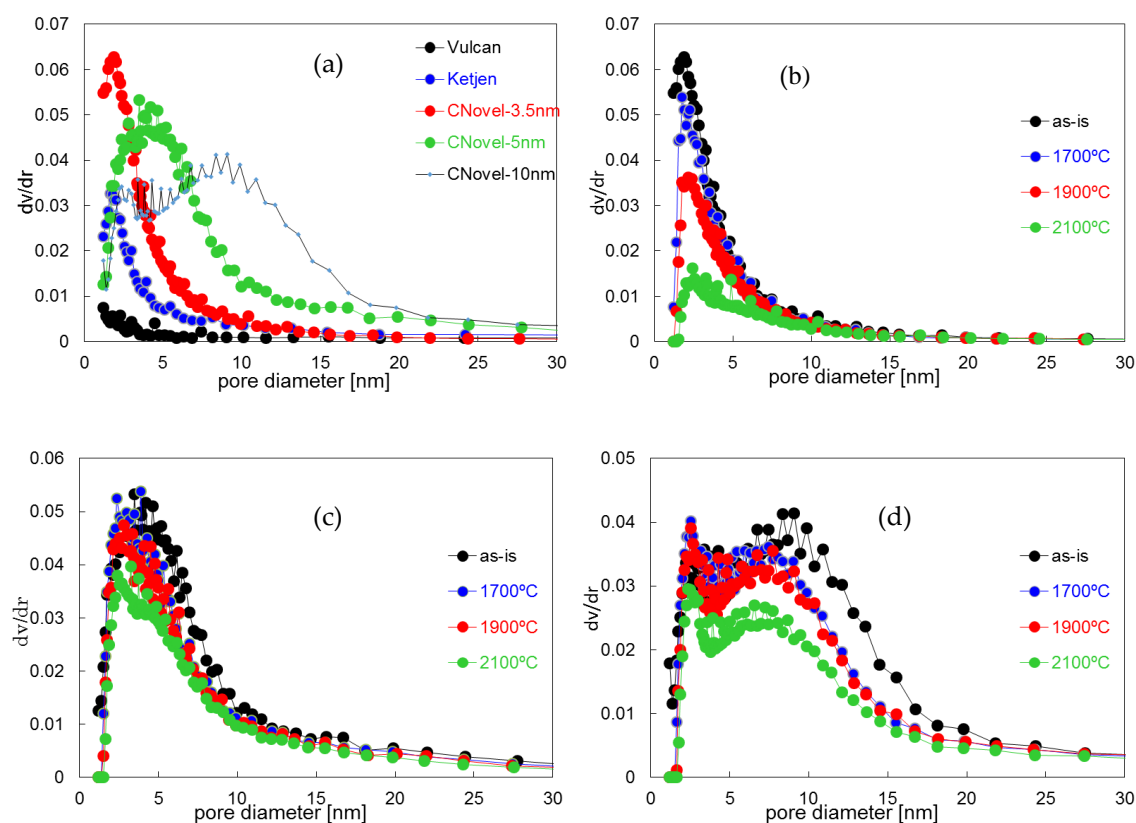 0.07
0.06
0.05
0.04
0.03
0.02
0.01
0
dv/dr
0 5 10 15 20 25 30
pore diameter [nm]
(a)
Vulcan
Ketjen
CNovel-3.5nm
CNovel-5nm
CNovel-10nm
0.07
0.06
0.05
0.04
0.03
0.02
0.01
0
dv/dr
0 5 10 15 20 25 30
pore diameter [nm]
(b)
as-is
1700ºC
1900ºC
2100ºC
0.06
0.05
0.04
0.03
0.02
0.01
0
dv/dr
0 5 10 15 20 25 30
pore diameter [nm]
(c)
as-is
1700ºC
1900ºC
2100ºC
0.05
0.04
0.03
0.02
0.01
0
dv/dr
0 5 10 15 20 25 30
pore diameter [nm]
(d)
as-is
1700ºC
1900ºC
2100ºC